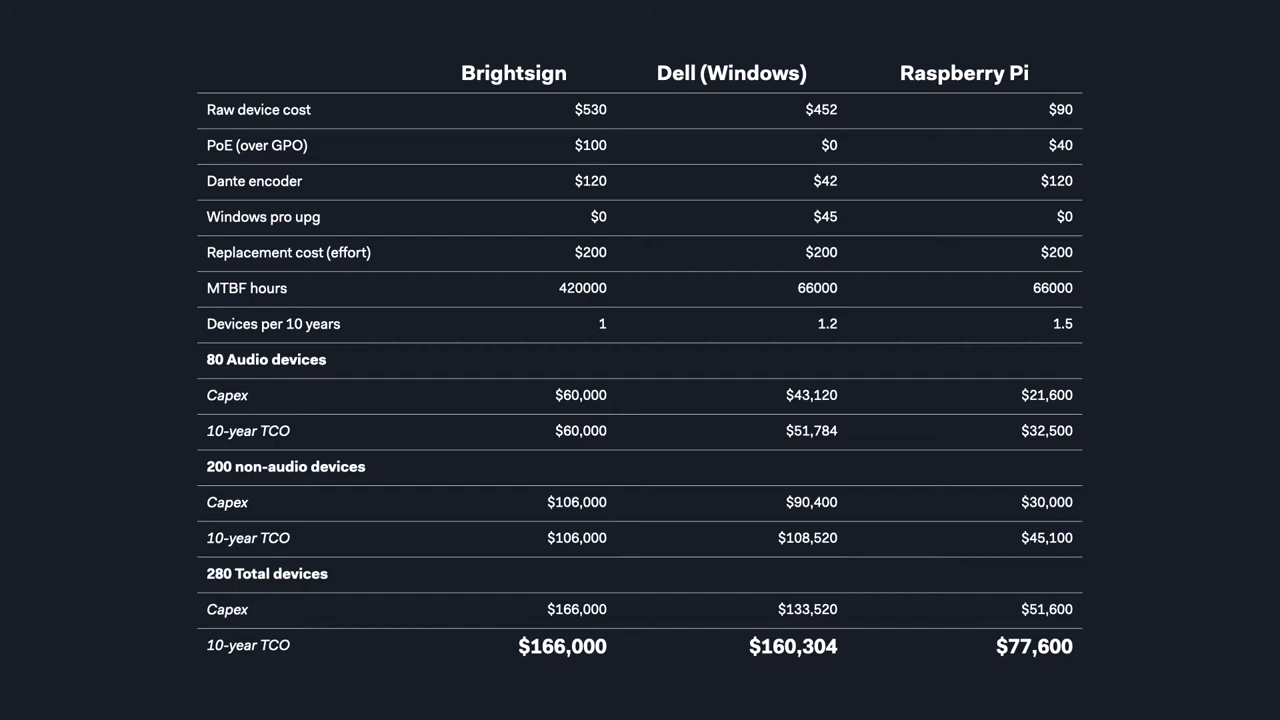 Brightsign Dell (Windows) Raspberry Pi
Raw device cost $530 $452 $90
PoE (over GPO) $100 $0 $40
Dante encoder $120 $42 $120
Windows pro upg $0 $45 $0
Replacement cost (effort) $200 $200 $200
MTBF hours 420000 66000 66000
Devices per 10 years 1 1.2 1.5
80 Audio devices
Capex $60,000 $43,120 $21,600
10-year TCO $60,000 $51,784 $32,500
200 non-audio devices
Capex $106,000 $90,400 $30,000
10-year TCO $106,000 $108,520 $45,100
280 Total devices
Capex $166,000 $133,520 $51,600
10-year TCO $166,000 $160,304 $77,600